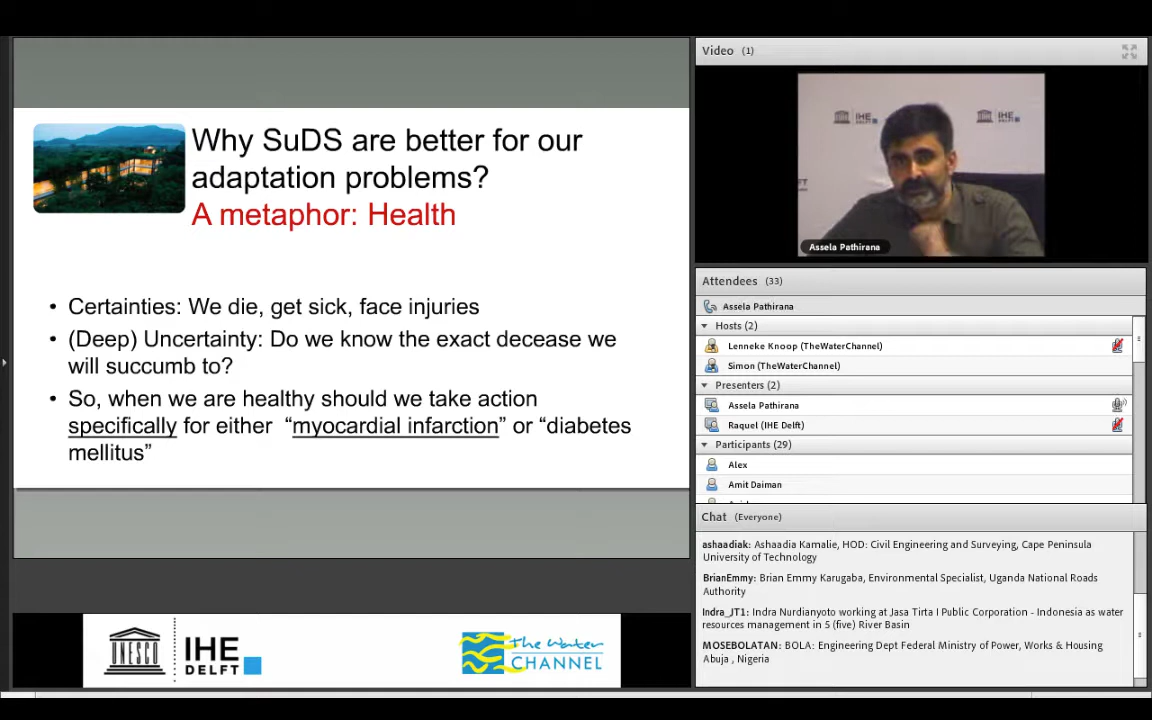 Why SuDS are better for our
adaptation problems?
A metaphor: Health
• Certainties: We die, get sick, face injuries
• (Deep) Uncertainty: Do we know the exact decease we
will succumb to?
• So, when we are healthy should we take action
specifically for either “myocardial infarction” or “diabetes
mellitus”
UNESCO
IHE
DELFT
The Water
CHANNEL
Video (1)
IHE
DELFT
IHE
DELFT
Assela Pathirana
Attendees (33)
Assela Pathirana
Hosts (2)
Lenneke Knoop (TheWaterChannel)
Simon (TheWaterChannel)
Presenters (2)
Assela Pathirana
Raquel (IHE Delft)
Participants (29)
Alex
Amit Daiman
Chat (Everyone)
ashaadiak: Ashaadia Kamalie, HOD: Civil Engineering and Surveying, Cape Peninsula
University of Technology
BrianEmmy: Brian Emmy Karugaba, Environmental Specialist, Uganda National Roads
Authority
Indra_JT1: Indra Nurdianyoto working at Jasa Tirta I Public Corporation - Indonesia as water
resources management in 5 (five) River Basin
MOSEBOLATAN: BOLA: Engineering Dept Federal Ministry of Power, Works & Housing
Abuja , Nigeria